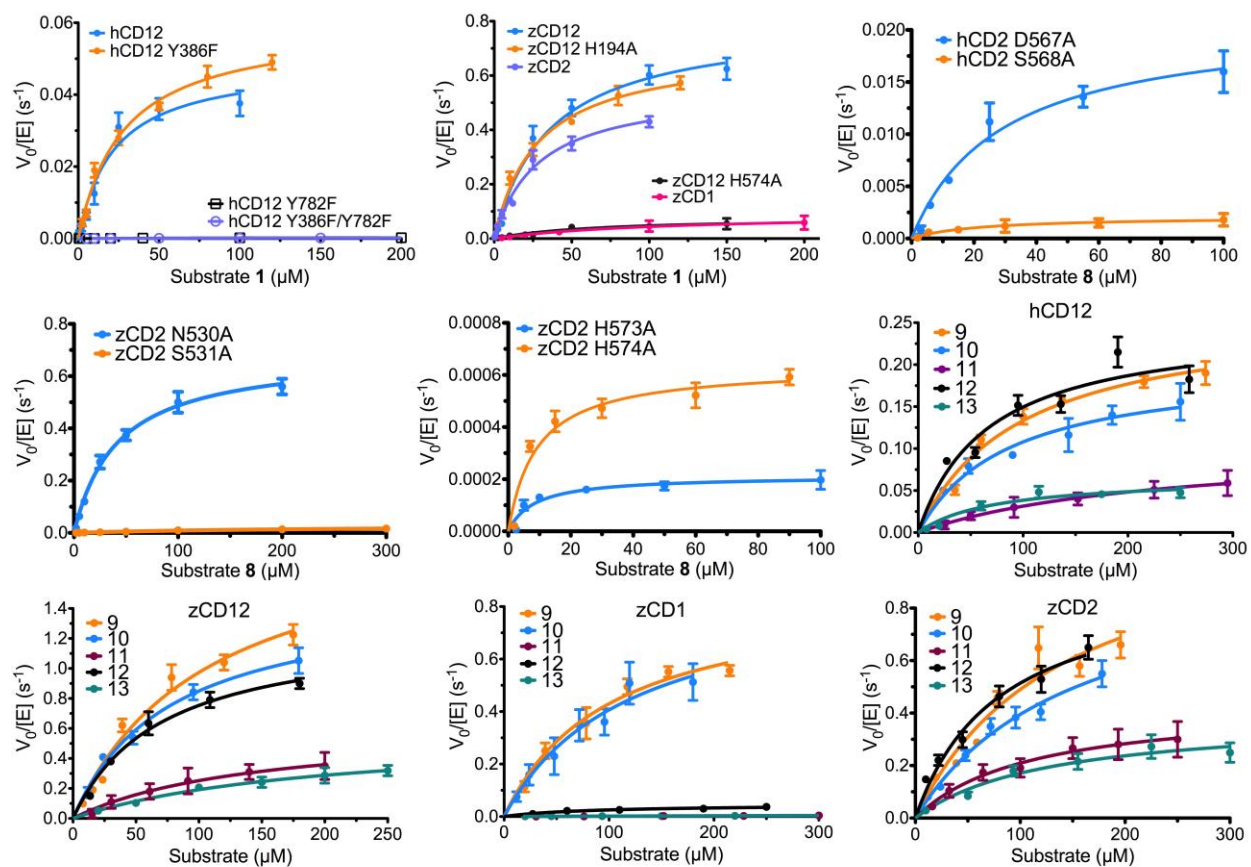 hCD12
hCD12 Y386F
hCD12 Y782F
hCD12 Y386F/Y782F
V0/[E] (s⁻¹)
0.06
0.04
0.02
0.00
0 50 100 150 200
Substrate 1 (µM)
zCD12
zCD12 H194A
zCD2
zCD12 H574A
zCD1
V0/[E] (s⁻¹)
0.8
0.6
0.4
0.2
0.0
0 50 100 150 200
Substrate 1 (µM)
hCD2 D567A
hCD2 S568A
V0/[E] (s⁻¹)
0.020
0.015
0.010
0.005
0.000
0 20 40 60 80 100
Substrate 8 (µM)
zCD2 N530A
zCD2 S531A
V0/[E] (s⁻¹)
0.8
0.6
0.4
0.2
0.0
0 100 200 300
Substrate 8 (µM)
zCD2 H573A
zCD2 H574A
V0/[E] (s⁻¹)
0.0008
0.0006
0.0004
0.0002
0.0000
0 20 40 60 80 100
Substrate 8 (µM)
hCD12
9
10
11
12
13
V0/[E] (s⁻¹)
0.25
0.20
0.15
0.10
0.05
0.00
0 100 200 300
Substrate (µM)
zCD12
9
10
11
12
13
V0/[E] (s⁻¹)
1.4
1.2
1.0
0.8
0.6
0.4
0.2
0.0
0 50 100 150 200 250
Substrate (µM)
zCD1
9
10
11
12
13
V0/[E] (s⁻¹)
0.8
0.6
0.4
0.2
0.0
0 100 200 300
Substrate (µM)
zCD2
9
10
11
12
13
V0/[E] (s⁻¹)
0.8
0.6
0.4
0.2
0.0
0 100 200 300
Substrate (µM)